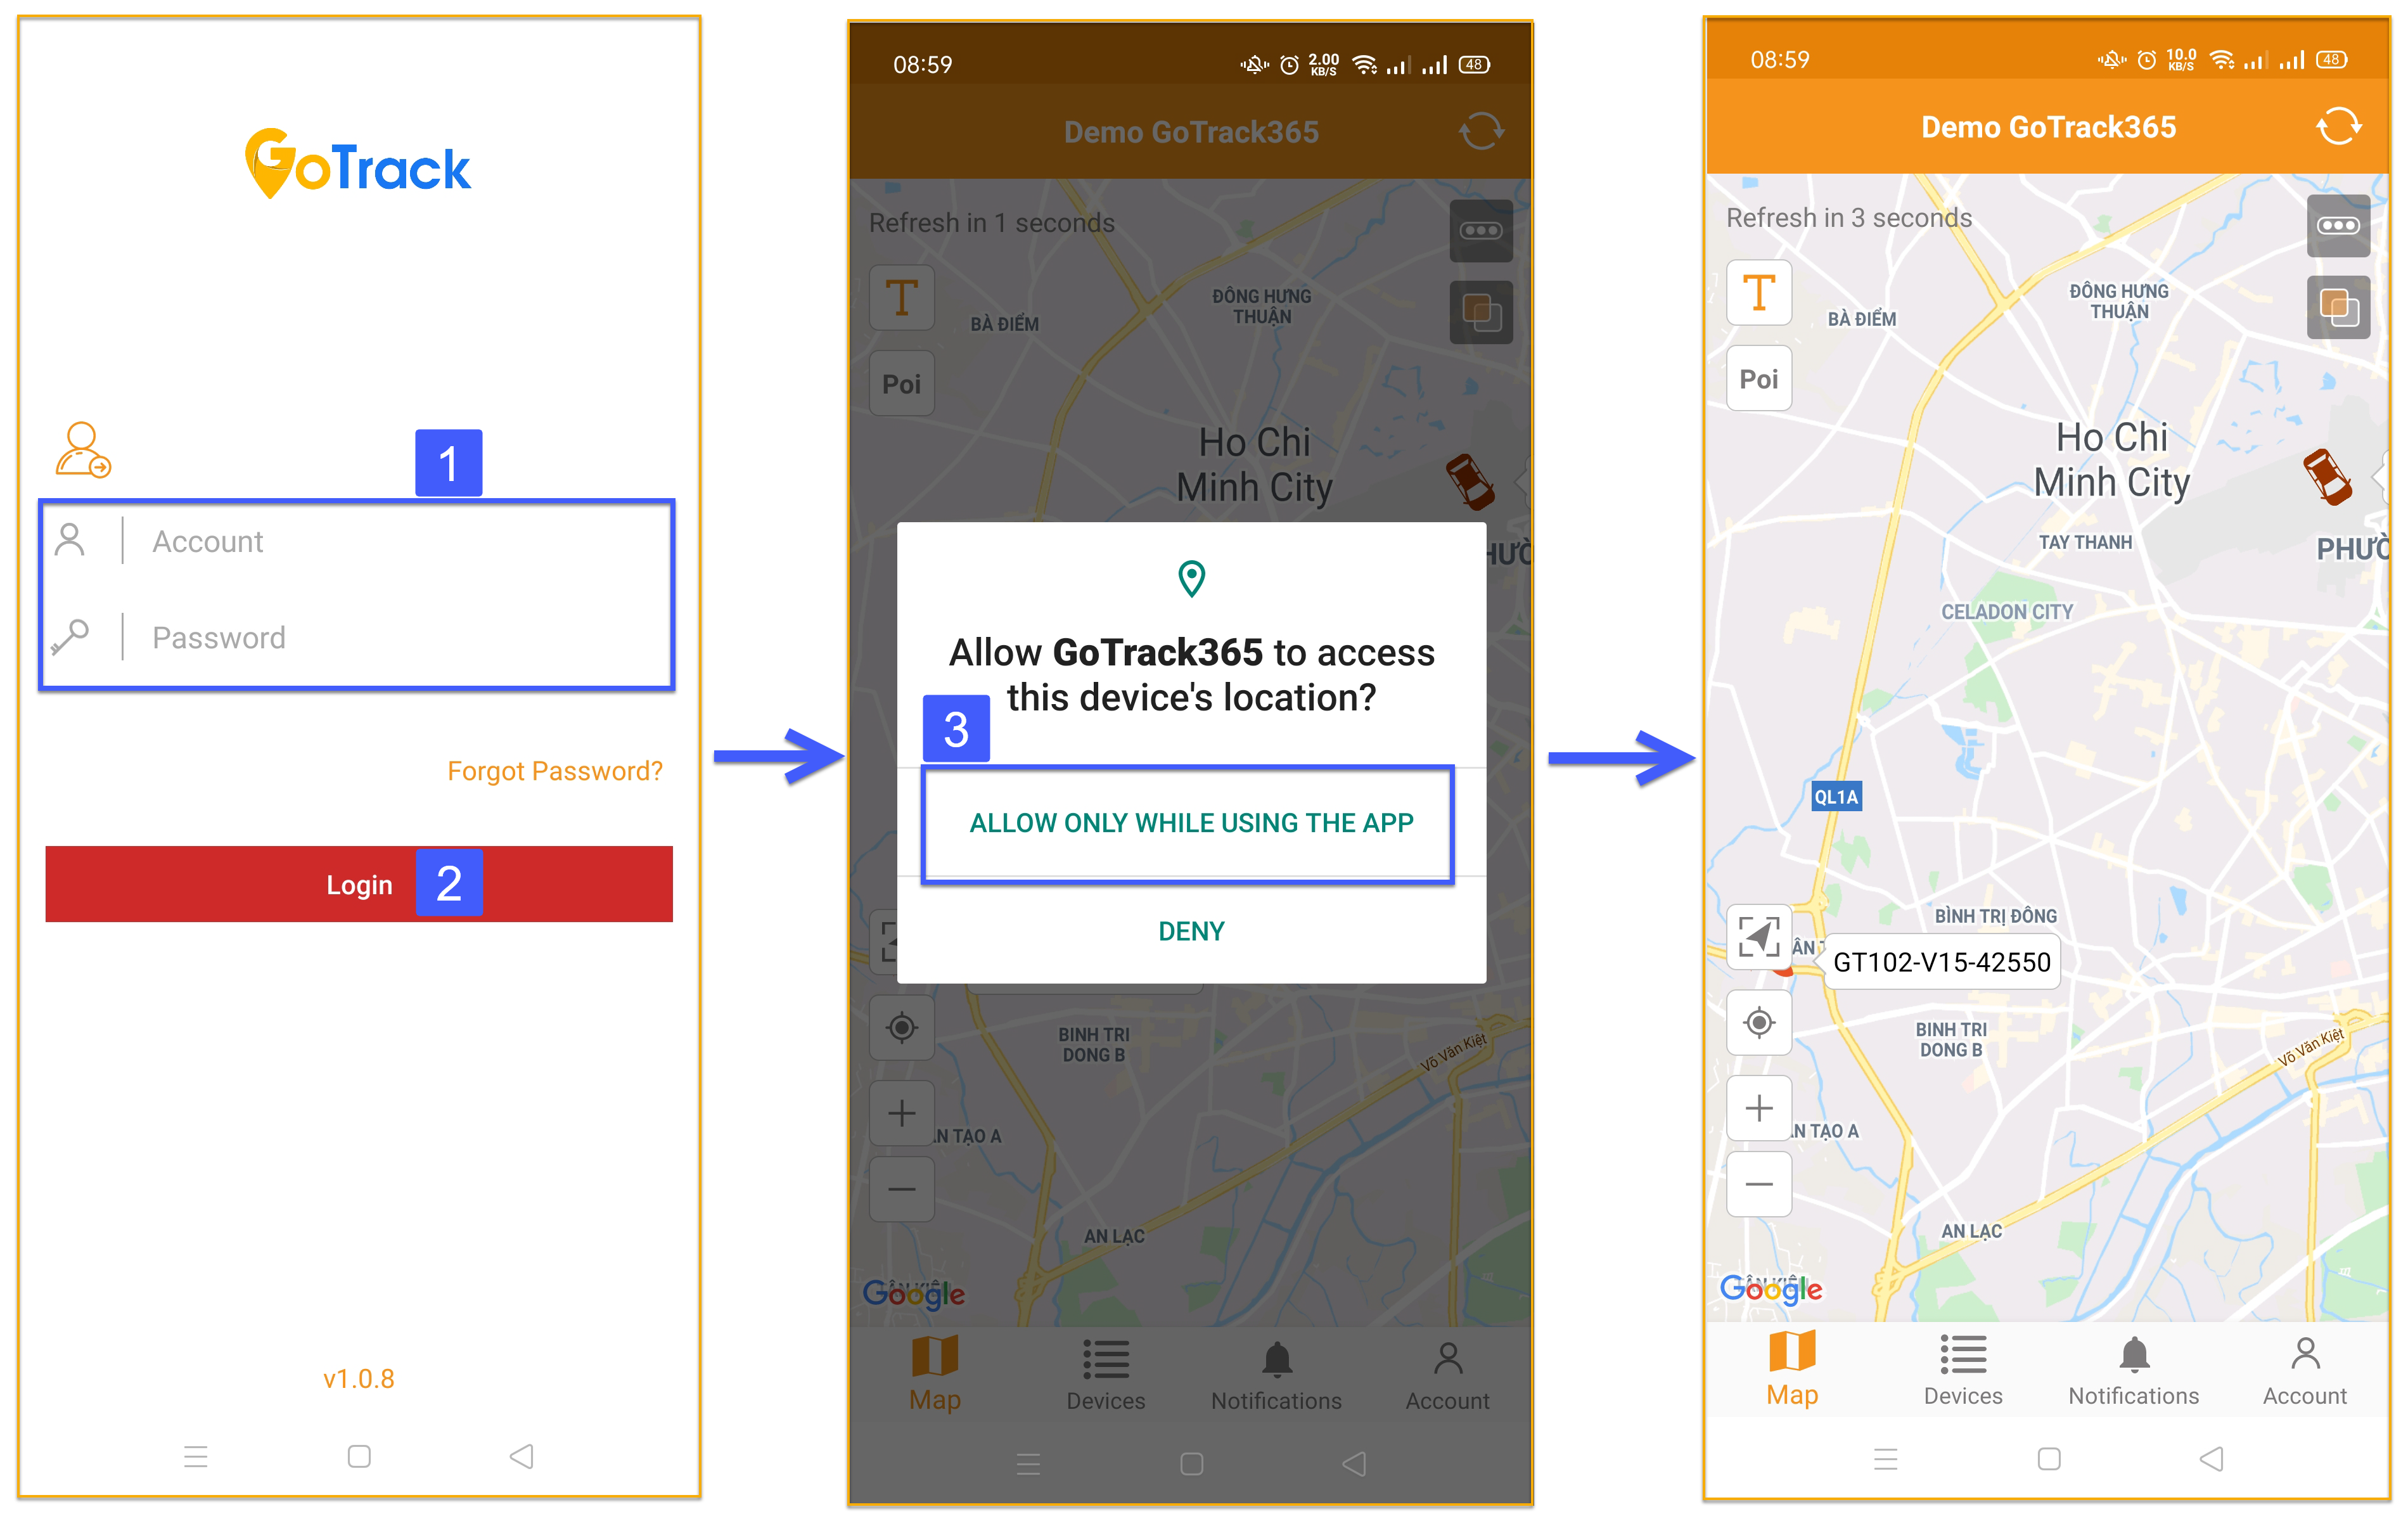 GoTrack
1
Account
Password
Forgot Password?
Login
2
v1.0.8
08:59
2.00
KB/S
48
Demo GoTrack365
Refresh in 1 seconds
T
Poi
BÀ ĐIỂM
ĐÔNG HƯNG
THUẬN
Ho Chi
Minh City
Allow GoTrack365 to access
this device's location?
3
ALLOW ONLY WHILE USING THE APP
DENY
BINH TRI
DONG B
Võ Văn Kiệt
N TẠO A
AN LẠC
Google
Map
Devices
Notifications
Account
08:59
10.0
KB/S
48
Demo GoTrack365
Refresh in 3 seconds
T
Poi
BÀ ĐIỂM
ĐÔNG HƯNG
THUẬN
Ho Chi
Minh City
TAY THANH
PHƯỜ
CELADON CITY
QL1A
BÌNH TRỊ ĐÔNG
ÂN T
GT102-V15-42550
BINH TRI
DONG B
Võ Văn Kiệt
N TẠO A
AN LẠC
Google
Map
Devices
Notifications
Account